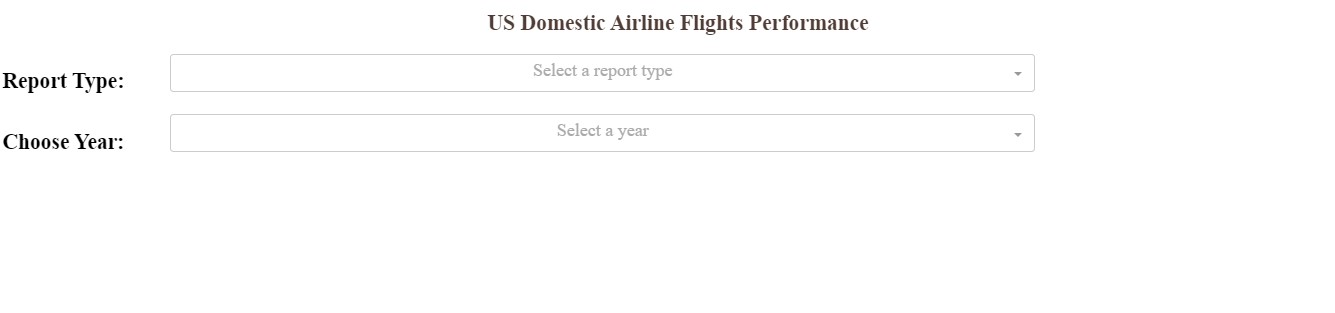 US Domestic Airline Flights Performance
Report Type:
Select a report type
Choose Year:
Select a year